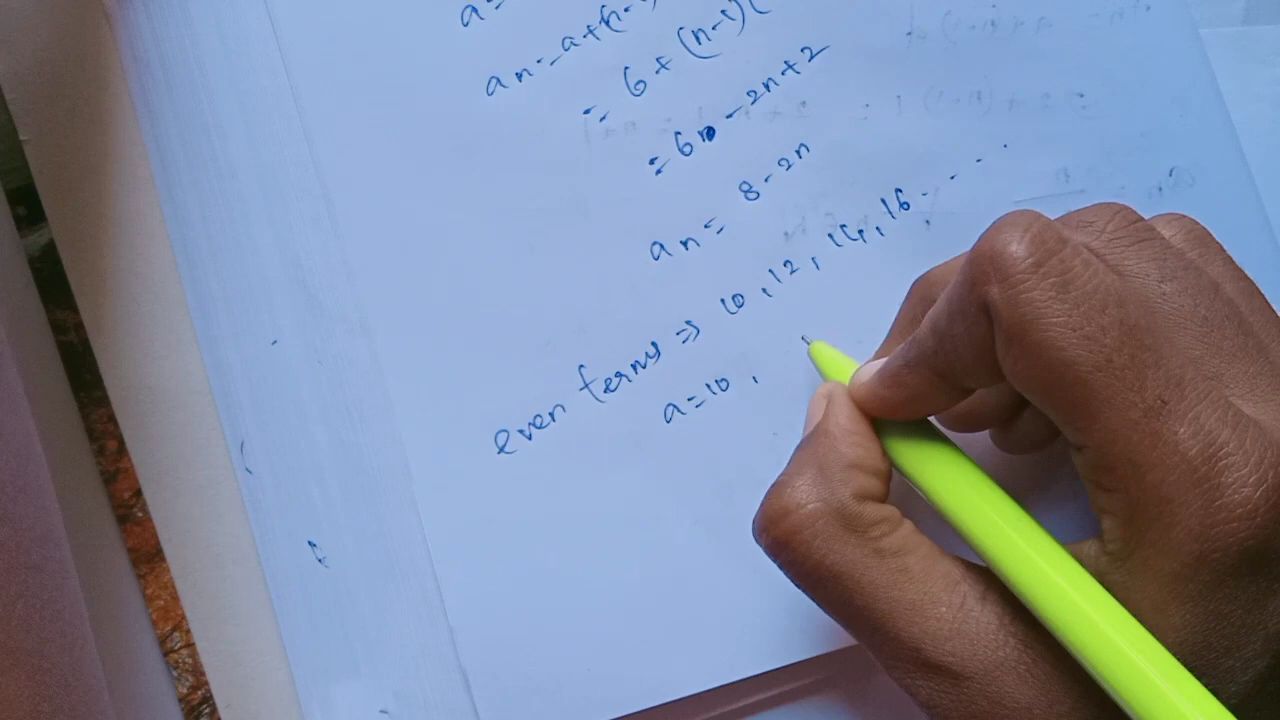 a=
an=a+(n-1)
= 6+(n-1)(
= 6n-2n+2
an= 8-2n
even terms ⇒ 10,12,14,16- - - -
a=10,